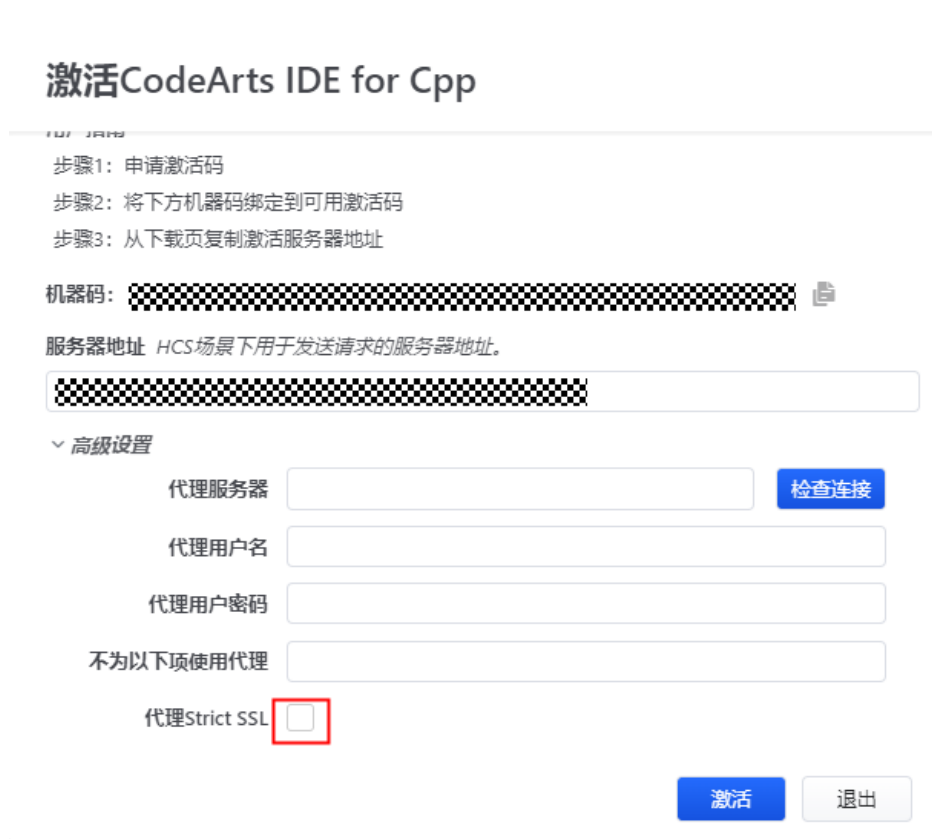 激活CodeArts IDE for Cpp
用户指南
步骤1：申请激活码
步骤2：将下方机器码绑定到可用激活码
步骤3：从下载页复制激活服务器地址
机器码：
服务器地址 HCS场景下用于发送请求的服务器地址。
高级设置
代理服务器 检查连接
代理用户名
代理用户密码
不为以下项使用代理
代理Strict SSL
激活 退出